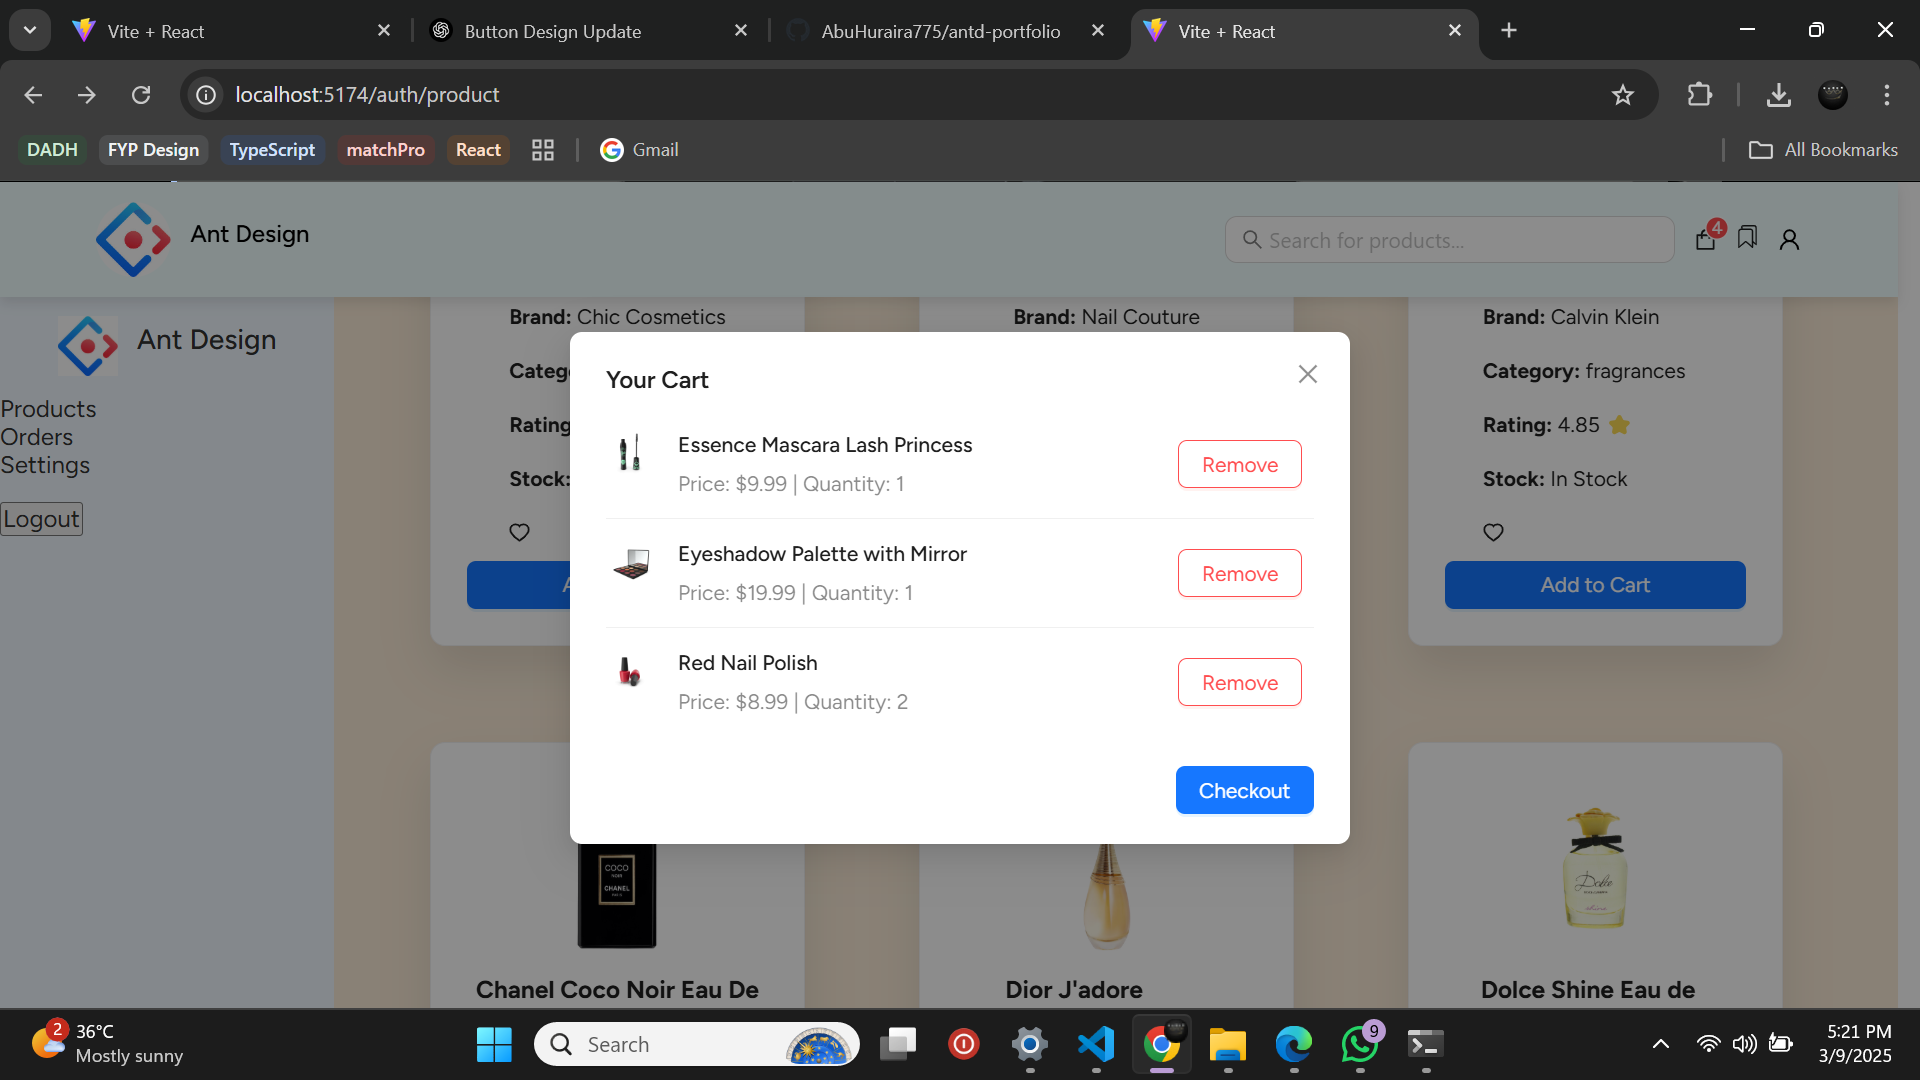 Vite + React
Button Design Update
AbuHuraira775/antd-portfolio
Vite + React
localhost:5174/auth/product
DADH
FYP Design
TypeScript
matchPro
React
Gmail
All Bookmarks
Ant Design
Search for products...
4
Ant Design
Products
Orders
Settings
Logout
Brand: Chic Cosmetics
Brand: Nail Couture
Brand: Calvin Klein
Categ
Category: fragrances
Rating
Rating: 4.85
Stock:
Stock: In Stock
Add to Cart
Your Cart
Essence Mascara Lash Princess
Price: $9.99 | Quantity: 1
Remove
Eyeshadow Palette with Mirror
Price: $19.99 | Quantity: 1
Remove
Red Nail Polish
Price: $8.99 | Quantity: 2
Remove
Checkout
COCO
NOIR
CHANEL
Dolce
Chanel Coco Noir Eau De
Dior J'adore
Dolce Shine Eau de
2
36°C
Mostly sunny
Search
9
5:21 PM
3/9/2025